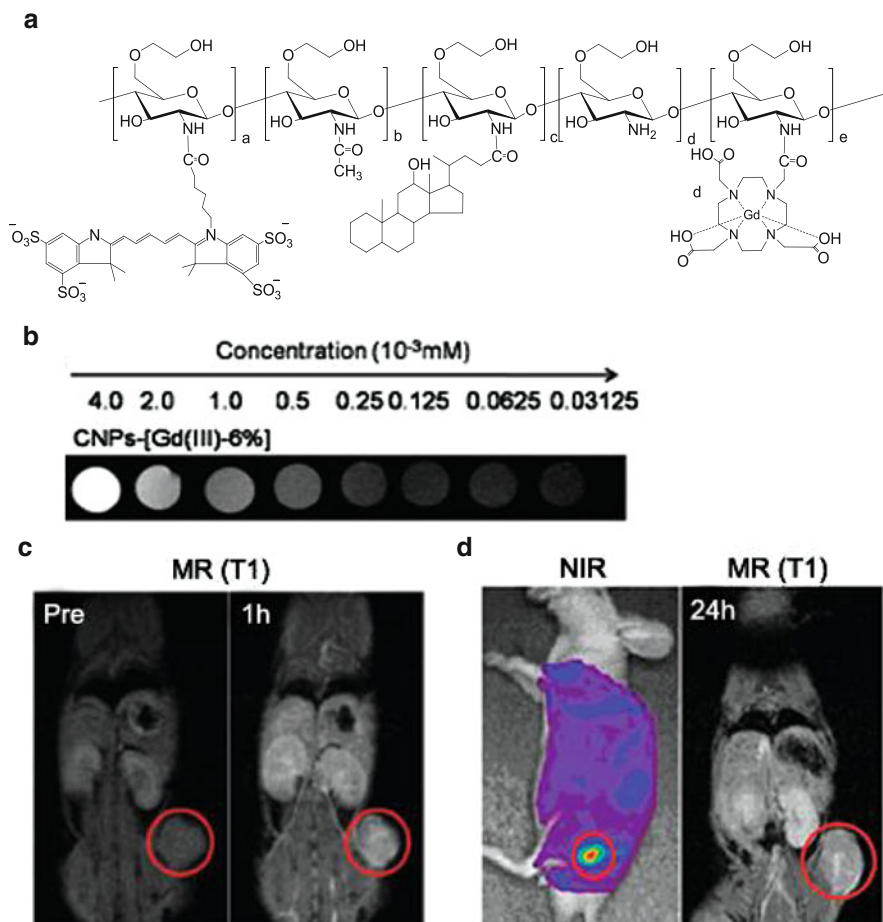 a
OH OH OH OH OH
O O O O O
O O O O O
O O O O O
HO HO HO HO HO
NH NH NH NH₂ NH
a b c d e
C=O C=O C=O C=O
CH₃
OH
HO O
d
N N
Gd
N N
HO OH
O O
⁻O₃S N N SO₃⁻
SO₃⁻ SO₃⁻
b
Concentration (10⁻³mM)
4.0 2.0 1.0 0.5 0.25 0.125 0.0625 0.03125
CNPs-[Gd(III)-6%]
c
MR (T1)
Pre 1h
d
NIR MR (T1)
24h